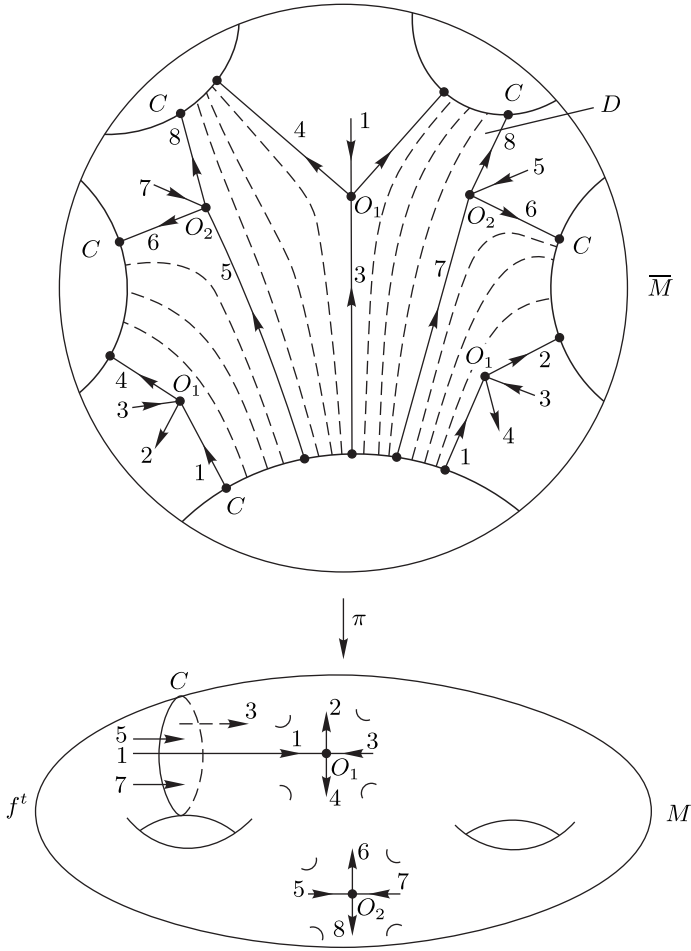 C C D
4 1 8
8
7 5
O₁ O₂
6 O₂ 6
C C
5 3 7 M̅
O₁ 2
4 O₁ 3
3 4
2 1 1
C
π
C
3 2
5 1 3
1 O₁
7 4
fᵗ M
6
5 7
O₂
8